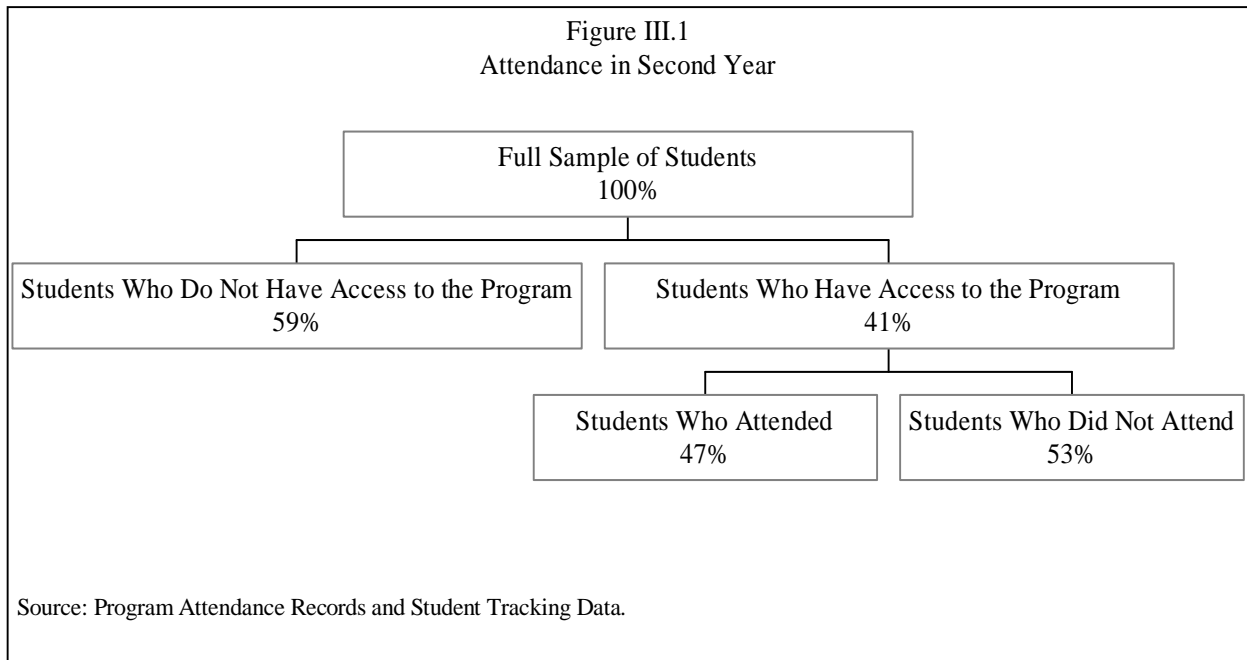 Figure III.1
Attendance in Second Year
Full Sample of Students
100%
Students Who Do Not Have Access to the Program
59%
Students Who Have Access to the Program
41%
Students Who Attended
47%
Students Who Did Not Attend
53%
Source: Program Attendance Records and Student Tracking Data.